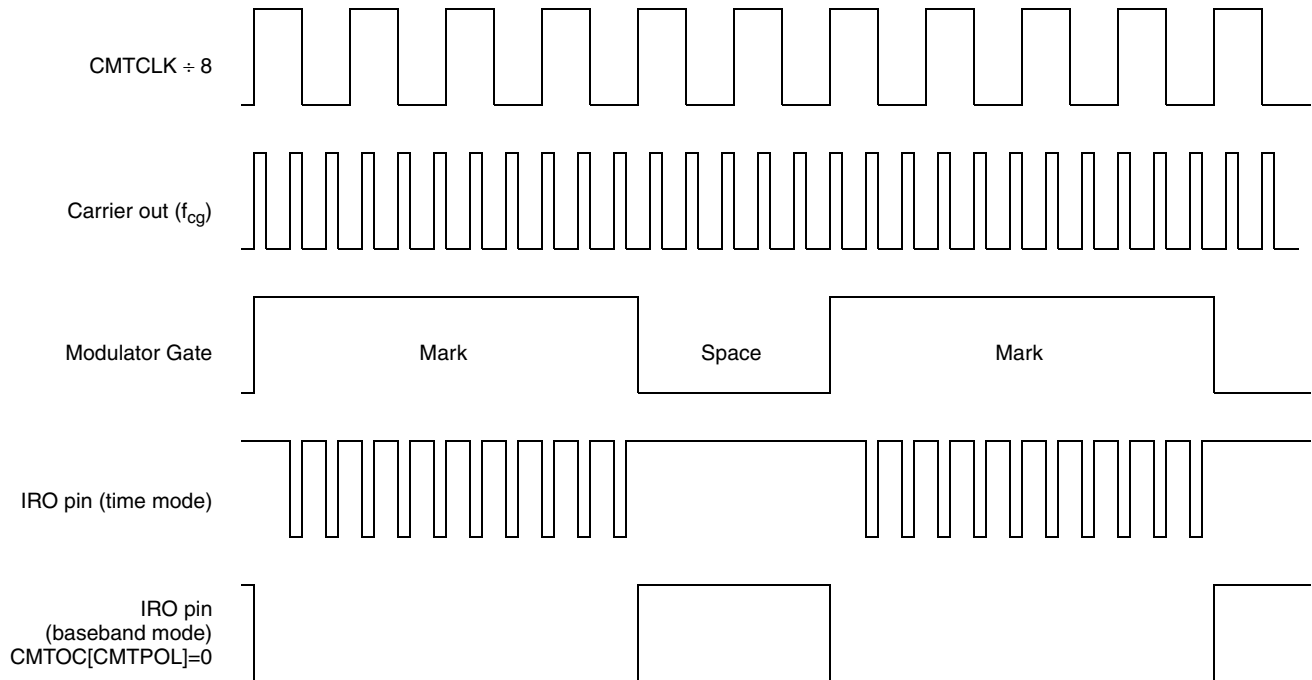 CMTCLK ÷ 8
Carrier out (fcg)
Modulator Gate
Mark
Space
Mark
IRO pin (time mode)
IRO pin
(baseband mode)
CMTOC[CMTPOL]=0